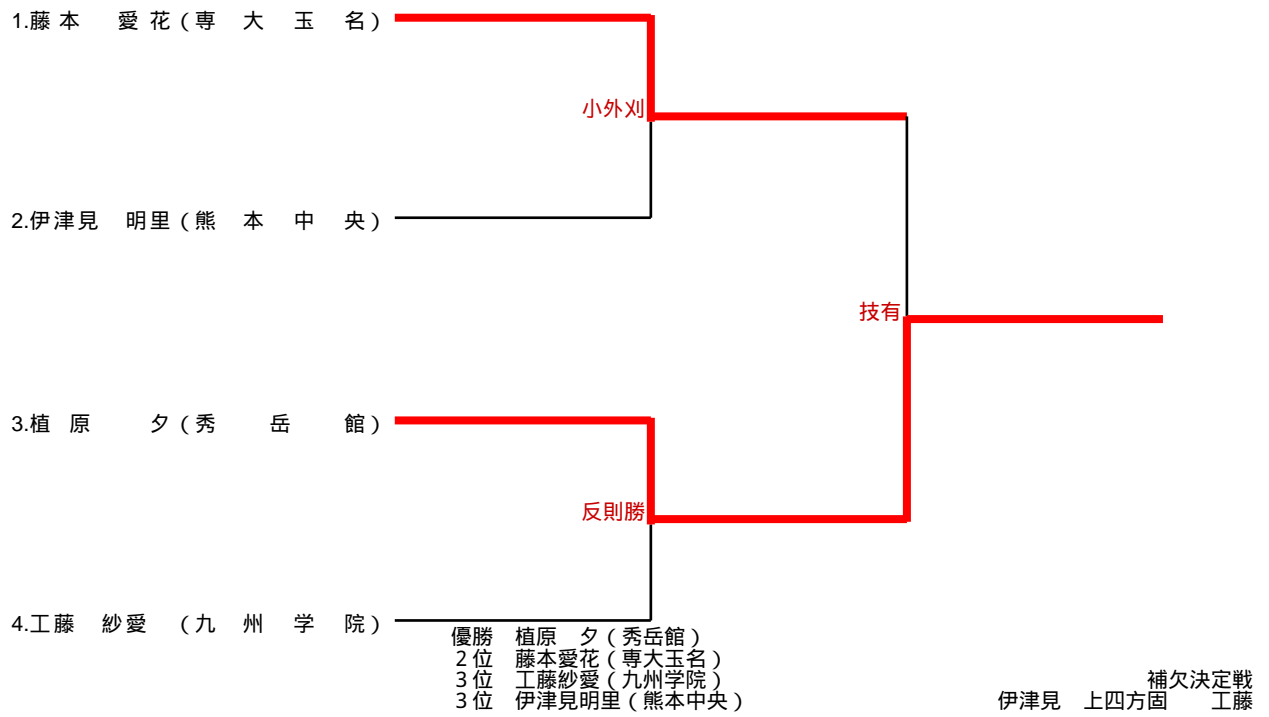 1.藤本　愛花(専　大　玉　名)
小外刈
2.伊津見　明里(熊　本　中　央)
技有
3.植　原　　夕(秀　　岳　　館)
反則勝
4.工藤　紗愛　(九　州　学　院)
優勝　植原　夕(秀岳館)
2位　藤本愛花(専大玉名)
3位　工藤紗愛(九州学院)
3位　伊津見明里(熊本中央)
補欠決定戦
伊津見　上四方固　　工藤